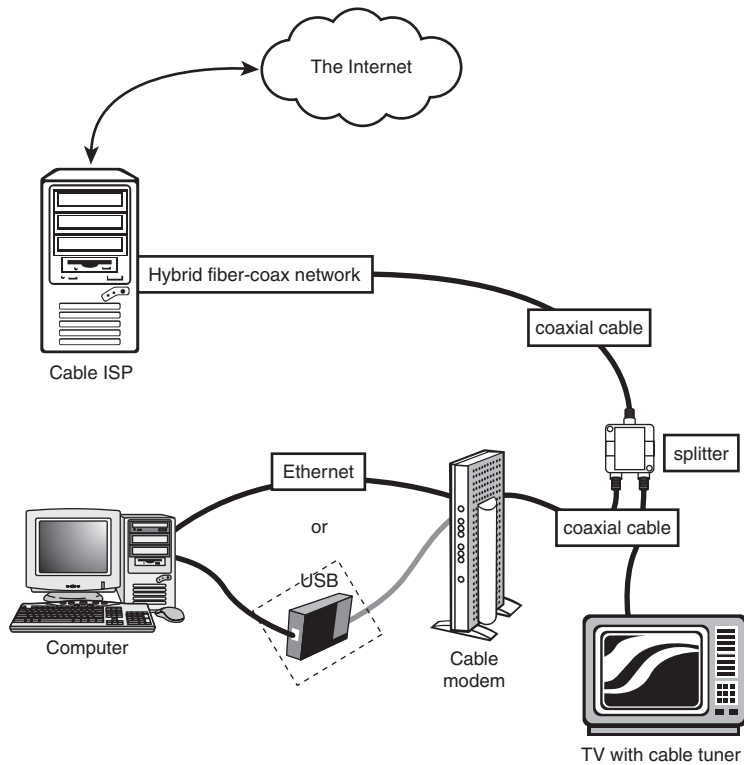 The Internet
Hybrid fiber-coax network
coaxial cable
Cable ISP
splitter
Ethernet
coaxial cable
or
USB
Computer
Cable
modem
TV with cable tuner